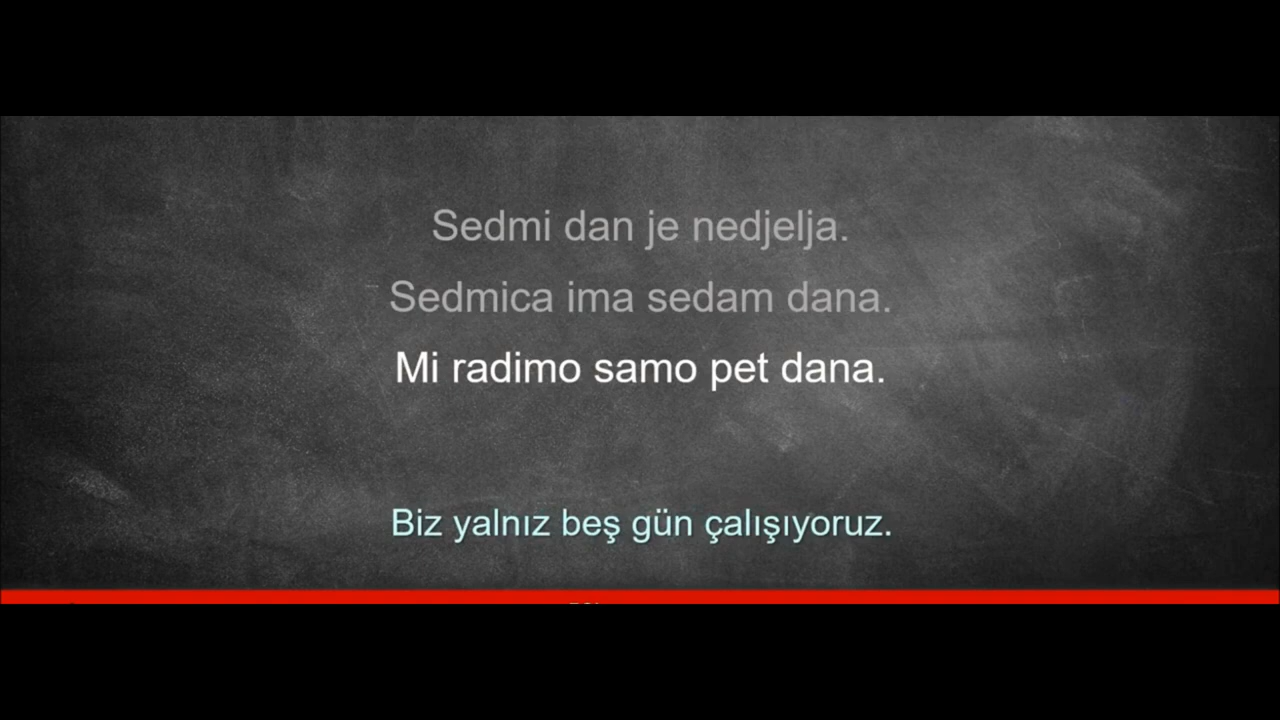 Sedmi dan je nedjelja.
Sedmica ima sedam dana.
Mi radimo samo pet dana.
Biz yalnız beş gün çalışıyoruz.